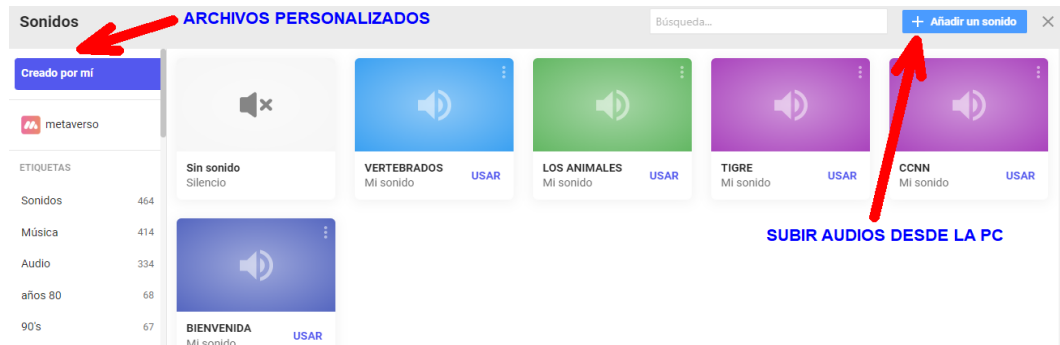 Sonidos
ARCHIVOS PERSONALIZADOS
Búsqueda...
+ Añadir un sonido
Creado por mí
metaverso
ETIQUETAS
Sonidos 464
Música 414
Audio 334
años 80 68
90's 67
Sin sonido
Silencio
VERTEBRADOS
Mi sonido
USAR
LOS ANIMALES
Mi sonido
USAR
TIGRE
Mi sonido
USAR
CCNN
Mi sonido
USAR
SUBIR AUDIOS DESDE LA PC
BIENVENIDA
Mi sonido
USAR